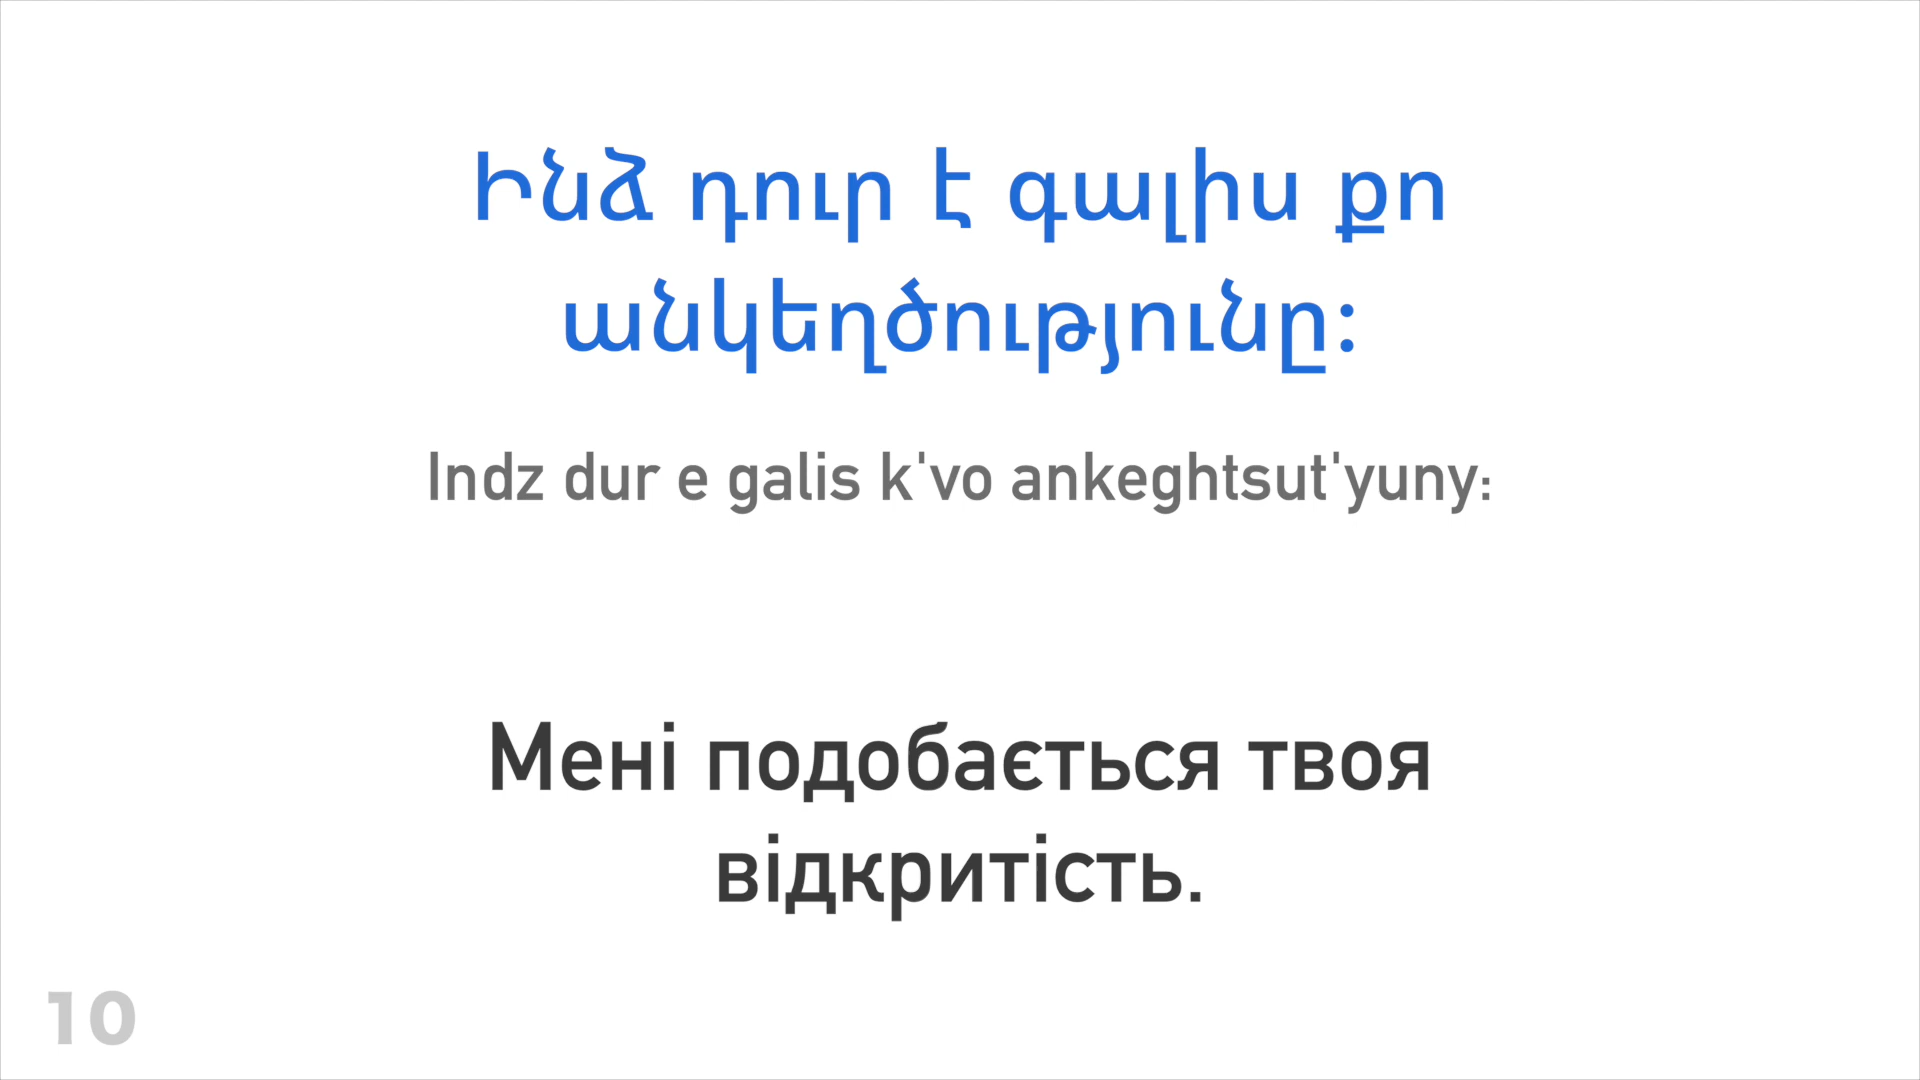 Ինձ դուր է գալիս քո
անկեղծությունը:
Indz dur e galis k'vo ankeghtsut'yuny:
Мені подобається твоя
відкритість.
10